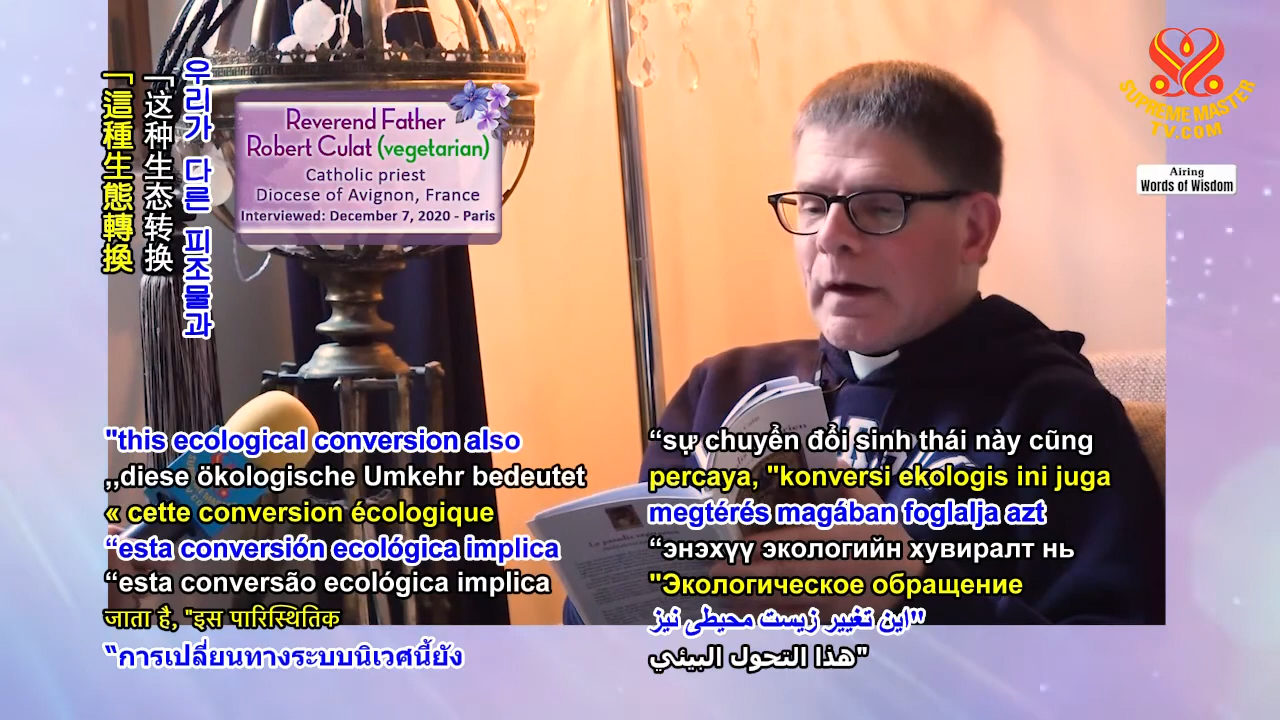 Reverend Father
Robert Culat (vegetarian)
Catholic priest
Diocese of Avignon, France
Interviewed: December 7, 2020 - Paris
SUPREME MASTER
TV.COM
Airing
Words of Wisdom
우리가 다른 피조물과
「这种生态转换
「這種生態轉換
"this ecological conversion also
,,diese ökologische Umkehr bedeutet
« cette conversion écologique
“esta conversión ecológica implica
“esta conversão ecológica implica
जाता है, "इस पारिस्थितिक
“การเปลี่ยนทางระบบนิเวศนี้ยัง
“sự chuyển đổi sinh thái này cũng
percaya, "konversi ekologis ini juga
megtérés magában foglalja azt
“энэхүү экологийн хувиралт нь
"Экологическое обращение
"این تغییر زیست محیطی نیز
"هذا التحول البيئي